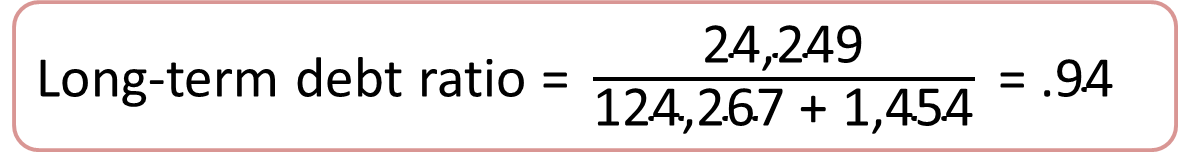 Long-term debt ratio = 24,249 / 124,267 + 1,454 = .94